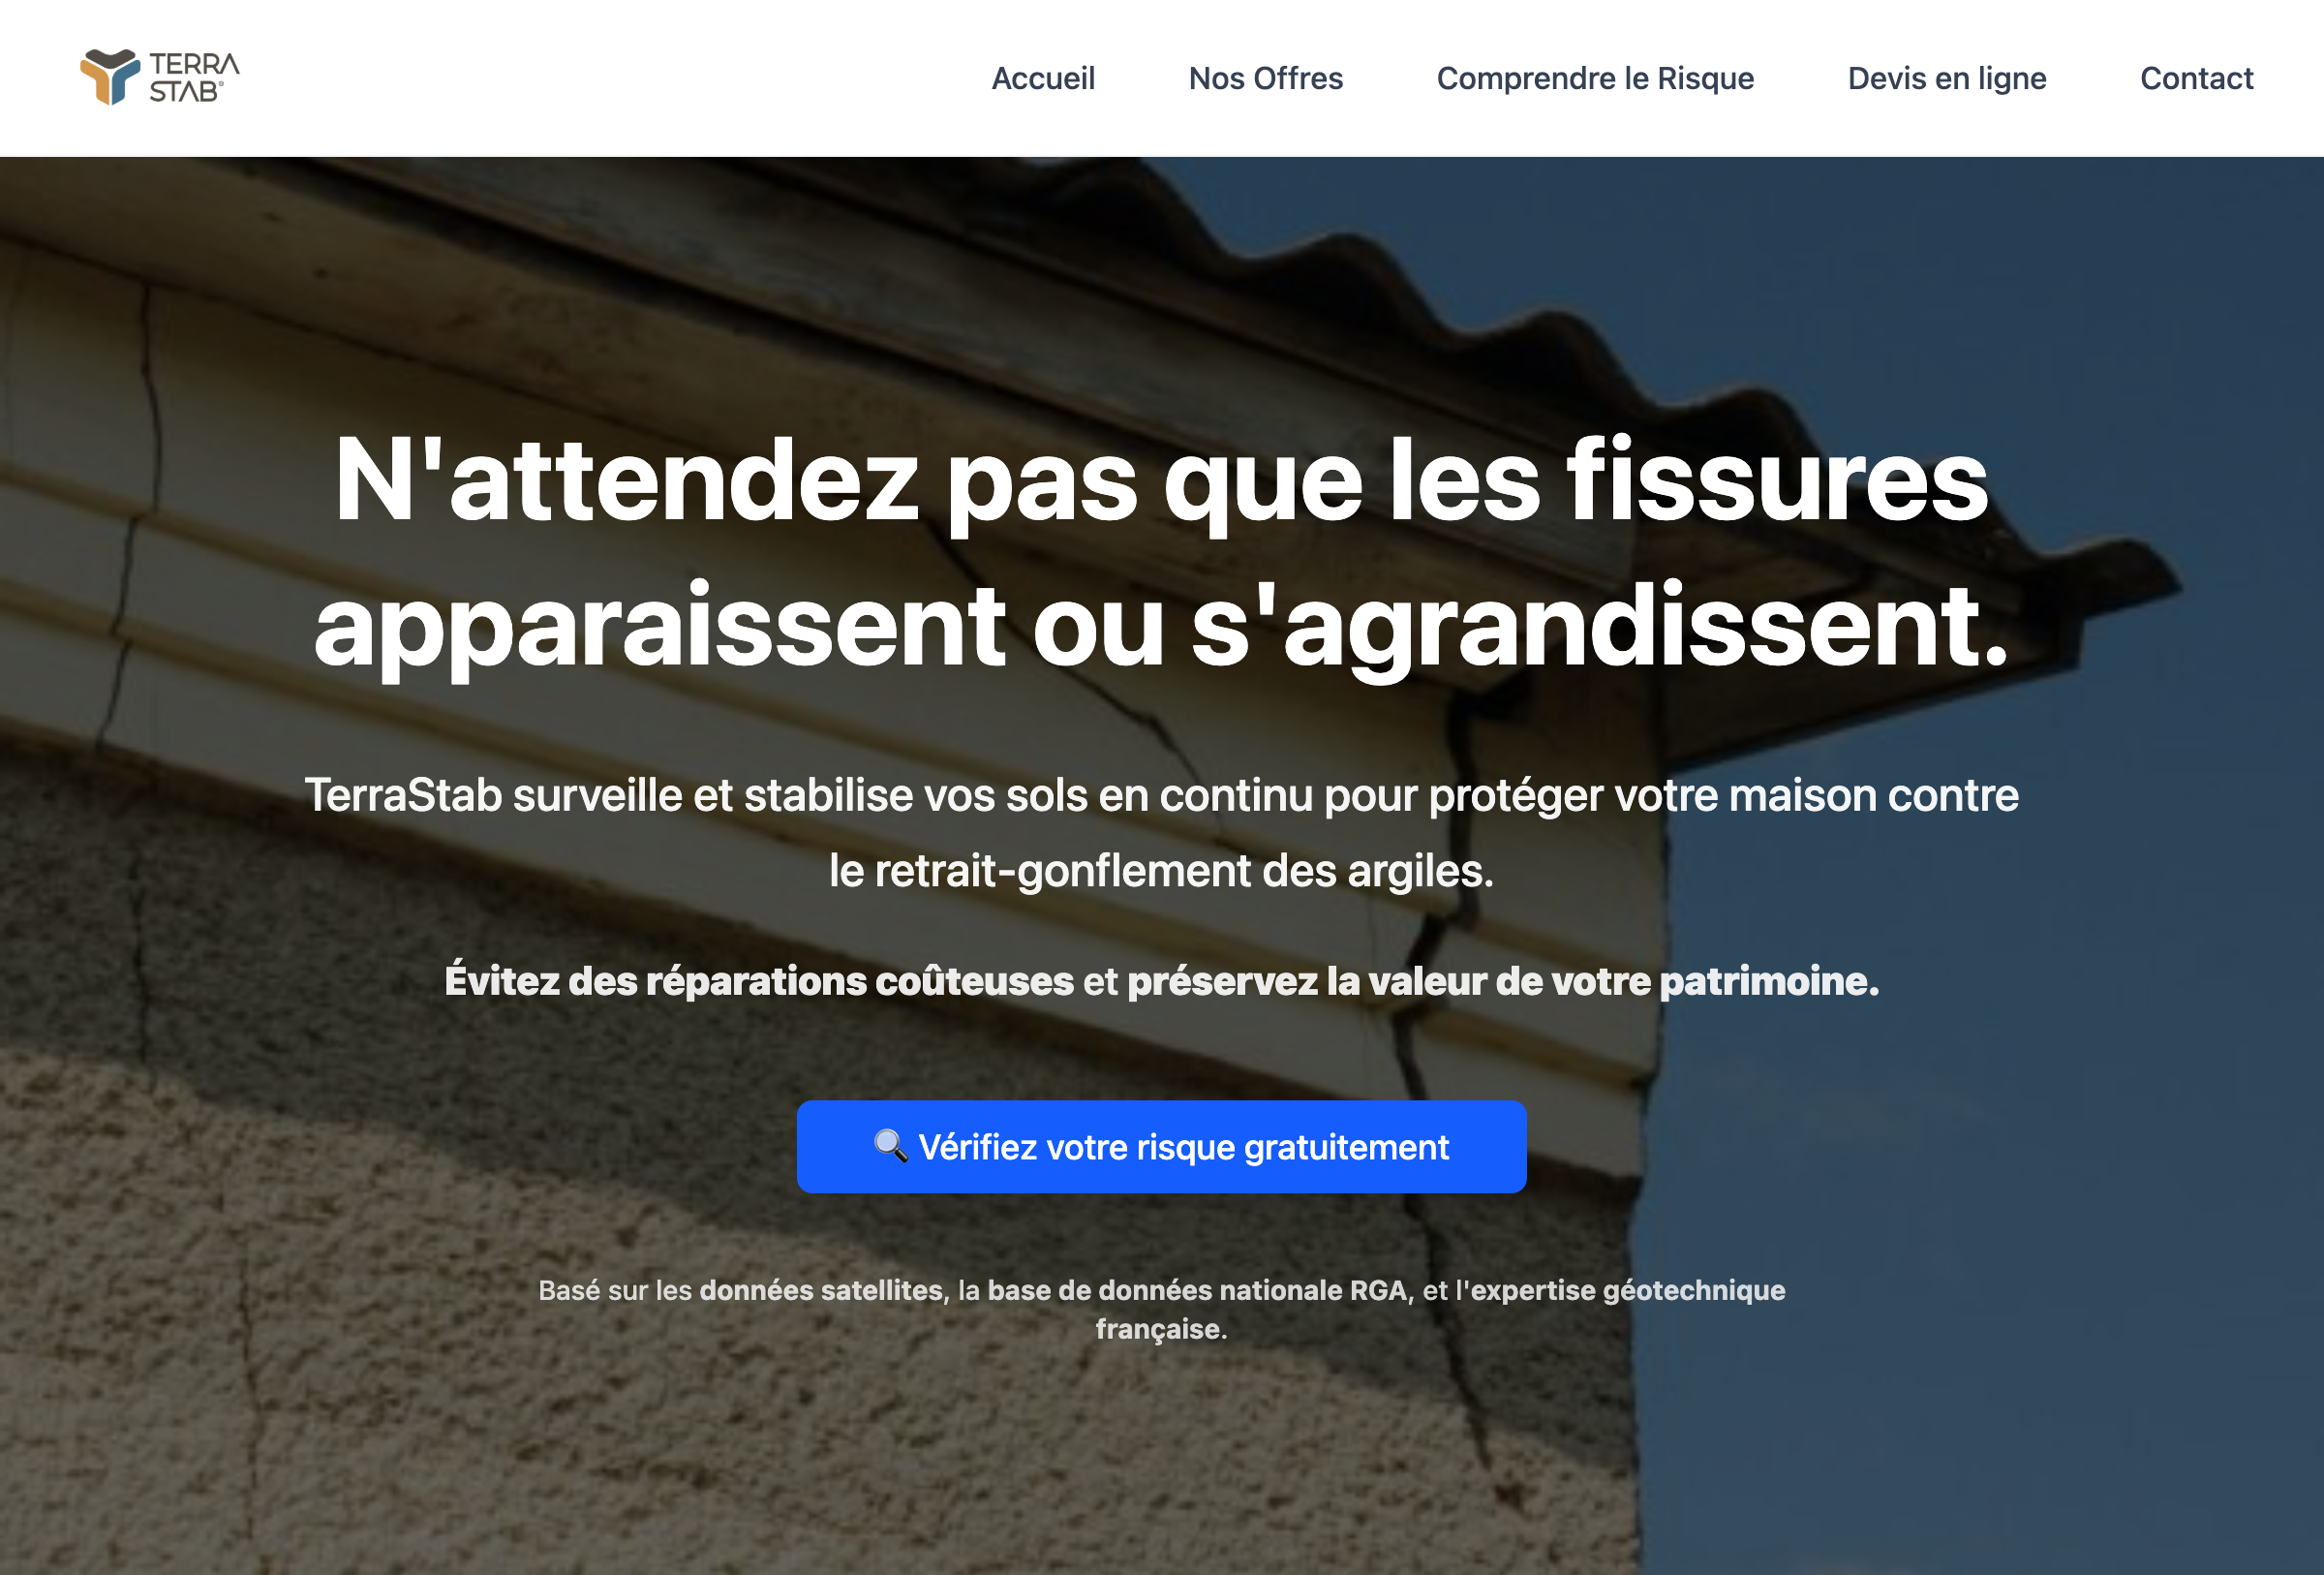 TERRA
STAB®
Accueil
Nos Offres
Comprendre le Risque
Devis en ligne
Contact
N'attendez pas que les fissures
apparaissent ou s'agrandissent.
TerraStab surveille et stabilise vos sols en continu pour protéger votre maison contre
le retrait-gonflement des argiles.
Évitez des réparations coûteuses et préservez la valeur de votre patrimoine.
🔍 Vérifiez votre risque gratuitement
Basé sur les données satellites, la base de données nationale RGA, et l'expertise géotechnique
française.